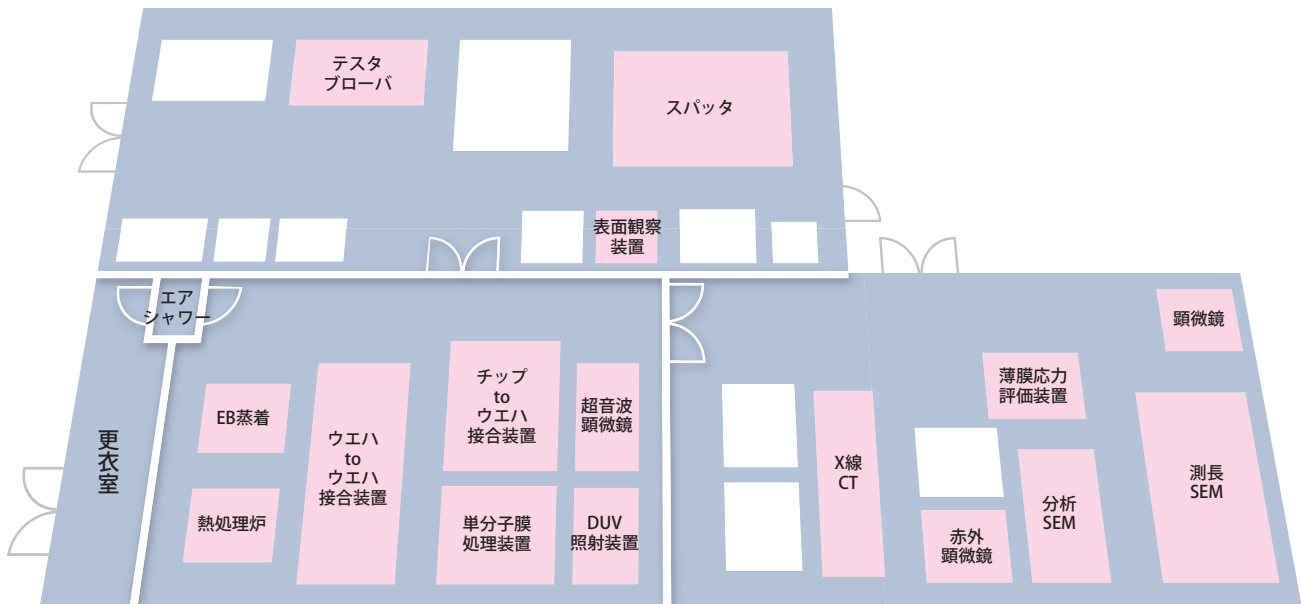 テスタ
ブローバ
スパッタ
表面観察
装置
エア
シャワー
更衣室
EB蒸着
熱処理炉
ウエハ
to
ウエハ
接合装置
チップ
to
ウエハ
接合装置
超音波
顕微鏡
単分子膜
処理装置
DUV
照射装置
X線
CT
顕微鏡
薄膜応力
評価装置
赤外
顕微鏡
分析
SEM
測長
SEM